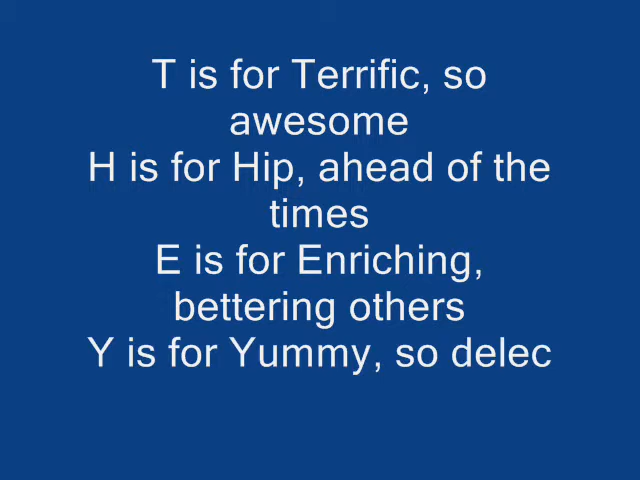 T is for Terrific, so
awesome
H is for Hip, ahead of the
times
E is for Enriching,
bettering others
Y is for Yummy, so delec